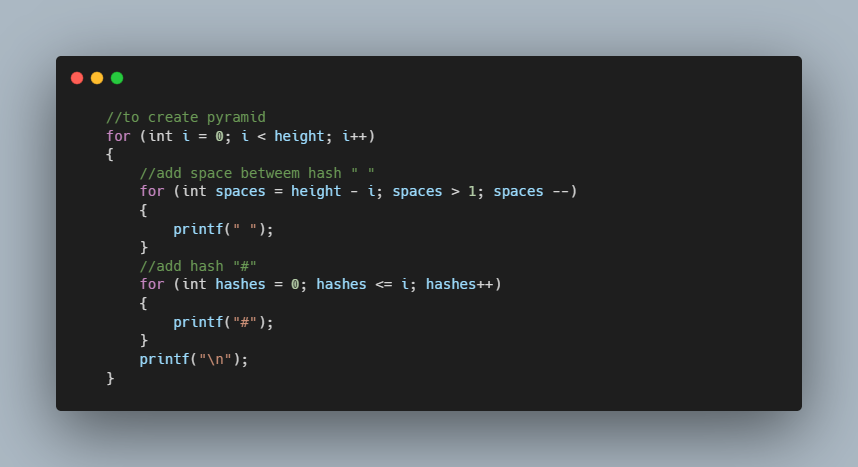 //to create pyramid
for (int i = 0; i < height; i++)
{
    //add space betweem hash " "
    for (int spaces = height - i; spaces > 1; spaces --)
    {
        printf(" ");
    }
    //add hash "#"
    for (int hashes = 0; hashes <= i; hashes++)
    {
        printf("#");
    }
    printf("\n");
}